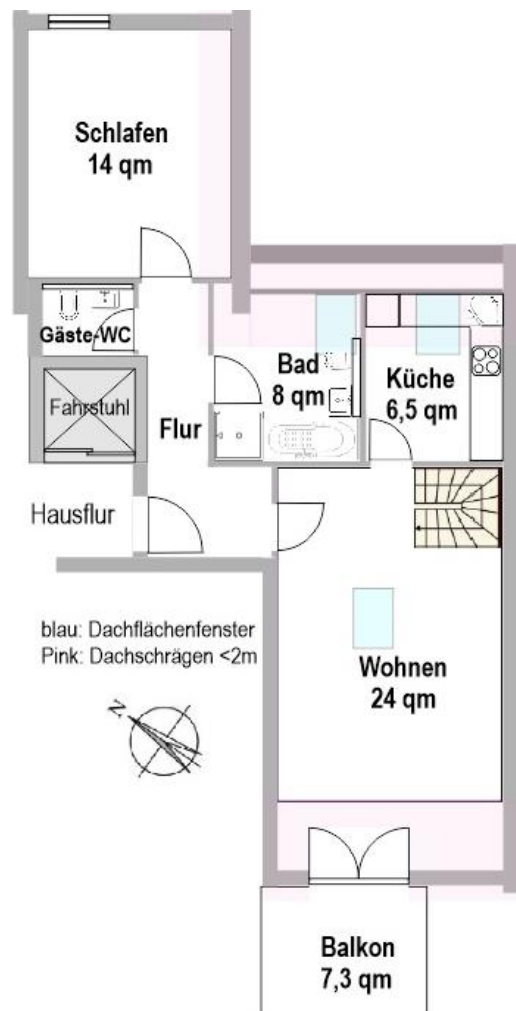 Schlafen
14 qm
Gäste-WC
Bad
8 qm
Küche
6,5 qm
Fahrstuhl
Flur
Hausflur
blau: Dachflächenfenster
Pink: Dachschrägen <2m
N
Wohnen
24 qm
Balkon
7,3 qm